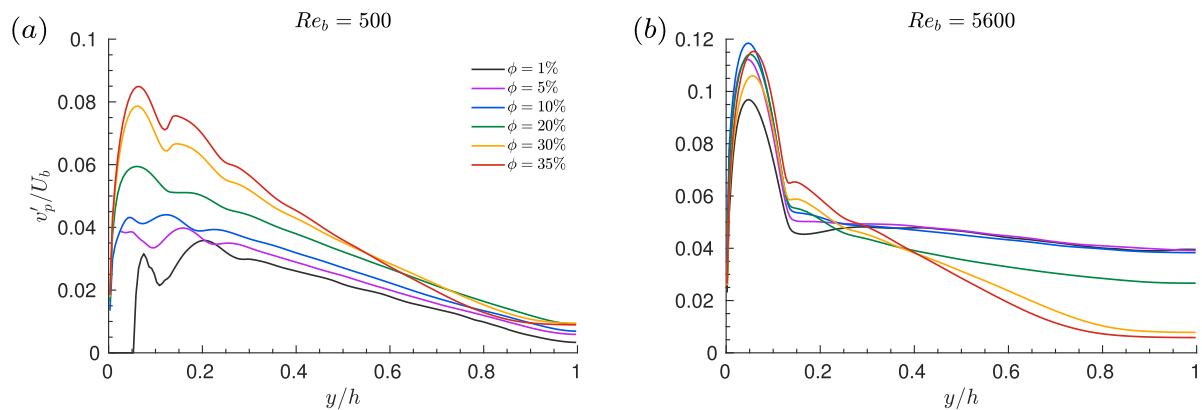 (a)
Re_b = 500
v'_p/U_b
0.1
0.08
0.06
0.04
0.02
0
ϕ = 1%
ϕ = 5%
ϕ = 10%
ϕ = 20%
ϕ = 30%
ϕ = 35%
0 0.2 0.4 0.6 0.8 1
y/h
(b)
Re_b = 5600
0.12
0.1
0.08
0.06
0.04
0.02
0
0 0.2 0.4 0.6 0.8 1
y/h